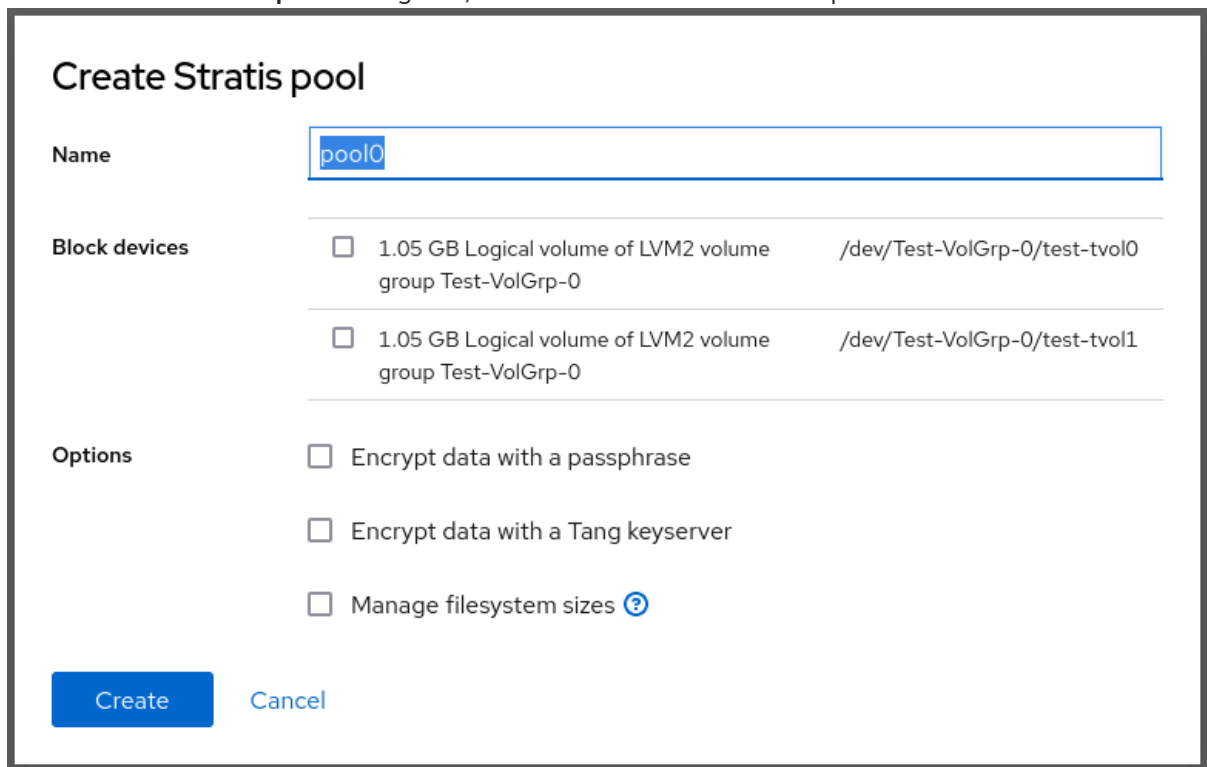 Create Stratis pool
Name
pool0
Block devices
1.05 GB Logical volume of LVM2 volume /dev/Test-VolGrp-0/test-tvol0
group Test-VolGrp-0
1.05 GB Logical volume of LVM2 volume /dev/Test-VolGrp-0/test-tvol1
group Test-VolGrp-0
Options
Encrypt data with a passphrase
Encrypt data with a Tang keyserver
Manage filesystem sizes ?
Create Cancel